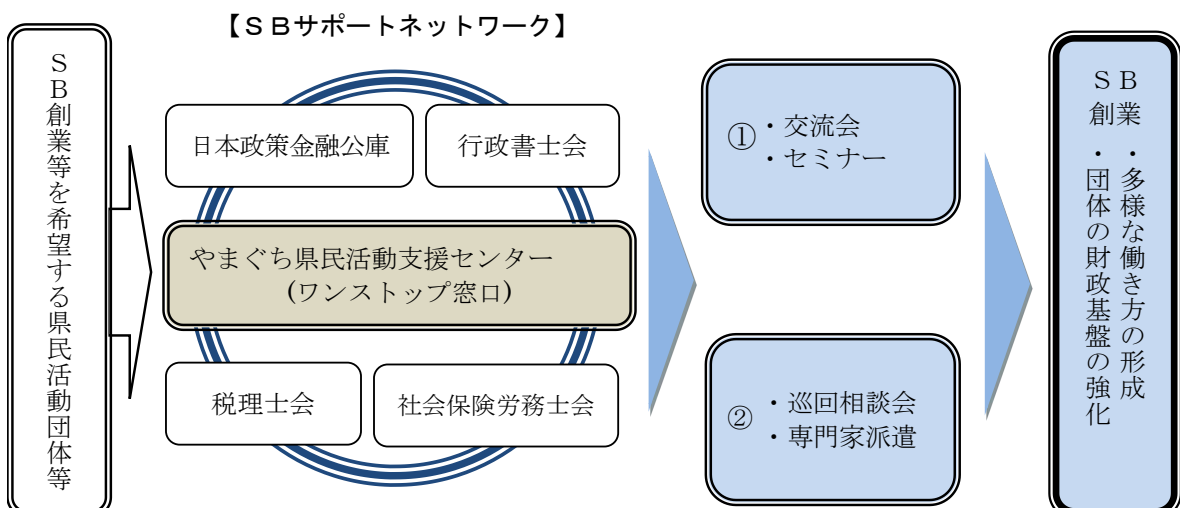 【ＳＢサポートネットワーク】
ＳＢ創業等を希望する県民活動団体等
日本政策金融公庫
行政書士会
やまぐち県民活動支援センター
(ワンストップ窓口)
税理士会
社会保険労務士会
①
・交流会
・セミナー
②
・巡回相談会
・専門家派遣
ＳＢ創業
・多様な働き方の形成
・団体の財政基盤の強化